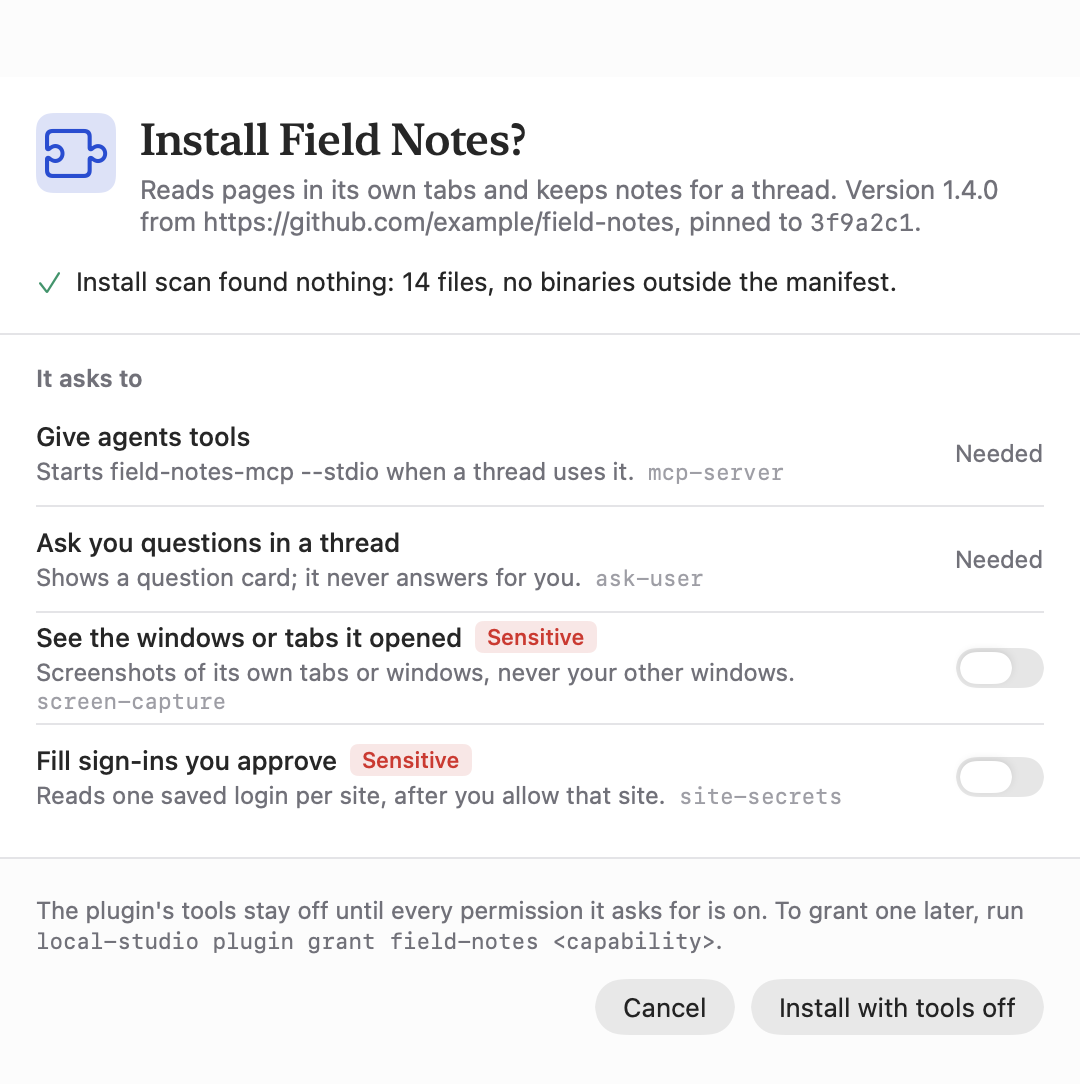 Install Field Notes?
Reads pages in its own tabs and keeps notes for a thread. Version 1.4.0
from https://github.com/example/field-notes, pinned to 3f9a2c1.
Install scan found nothing: 14 files, no binaries outside the manifest.
It asks to
Give agents tools
Starts field-notes-mcp --stdio when a thread uses it. mcp-server
Needed
Ask you questions in a thread
Shows a question card; it never answers for you. ask-user
Needed
See the windows or tabs it opened Sensitive
Screenshots of its own tabs or windows, never your other windows.
screen-capture
Fill sign-ins you approve Sensitive
Reads one saved login per site, after you allow that site. site-secrets
The plugin's tools stay off until every permission it asks for is on. To grant one later, run
local-studio plugin grant field-notes <capability>.
Cancel Install with tools off